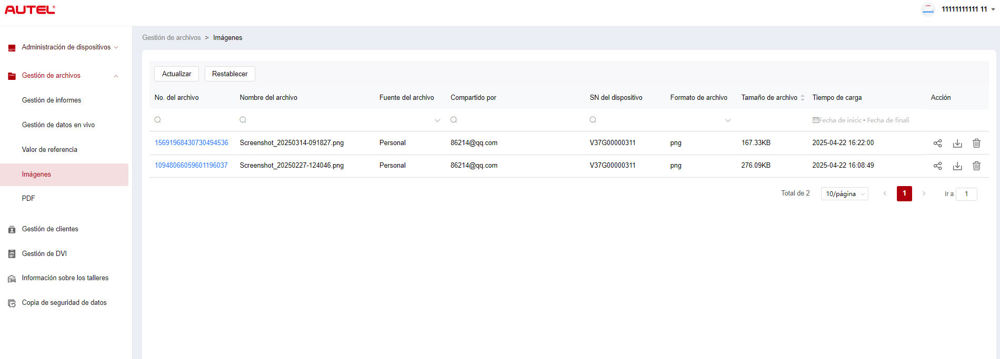 AUTEL
11111111111 11
Administración de dispositivos
Gestión de archivos
Gestión de informes
Gestión de datos en vivo
Valor de referencia
Imágenes
PDF
Gestión de clientes
Gestión de DVI
Información sobre los talleres
Copia de seguridad de datos
Gestión de archivos > Imágenes
Actualizar Restablecer
No. del archivo Nombre del archivo Fuente del archivo Compartido por SN del dispositivo Formato de archivo Tamaño de archivo Tiempo de carga Acción
Fecha de inicic - Fecha de finali
15691968430730494536 Screenshot_20250314-091827.png Personal 86214@qq.com V37G00000311 png 167.33KB 2025-04-22 16:22:00
10948066059601196037 Screenshot_20250227-124046.png Personal 86214@qq.com V37G00000311 png 276.09KB 2025-04-22 16:08:49
Total de 2 10/página < 1 > Ir a 1